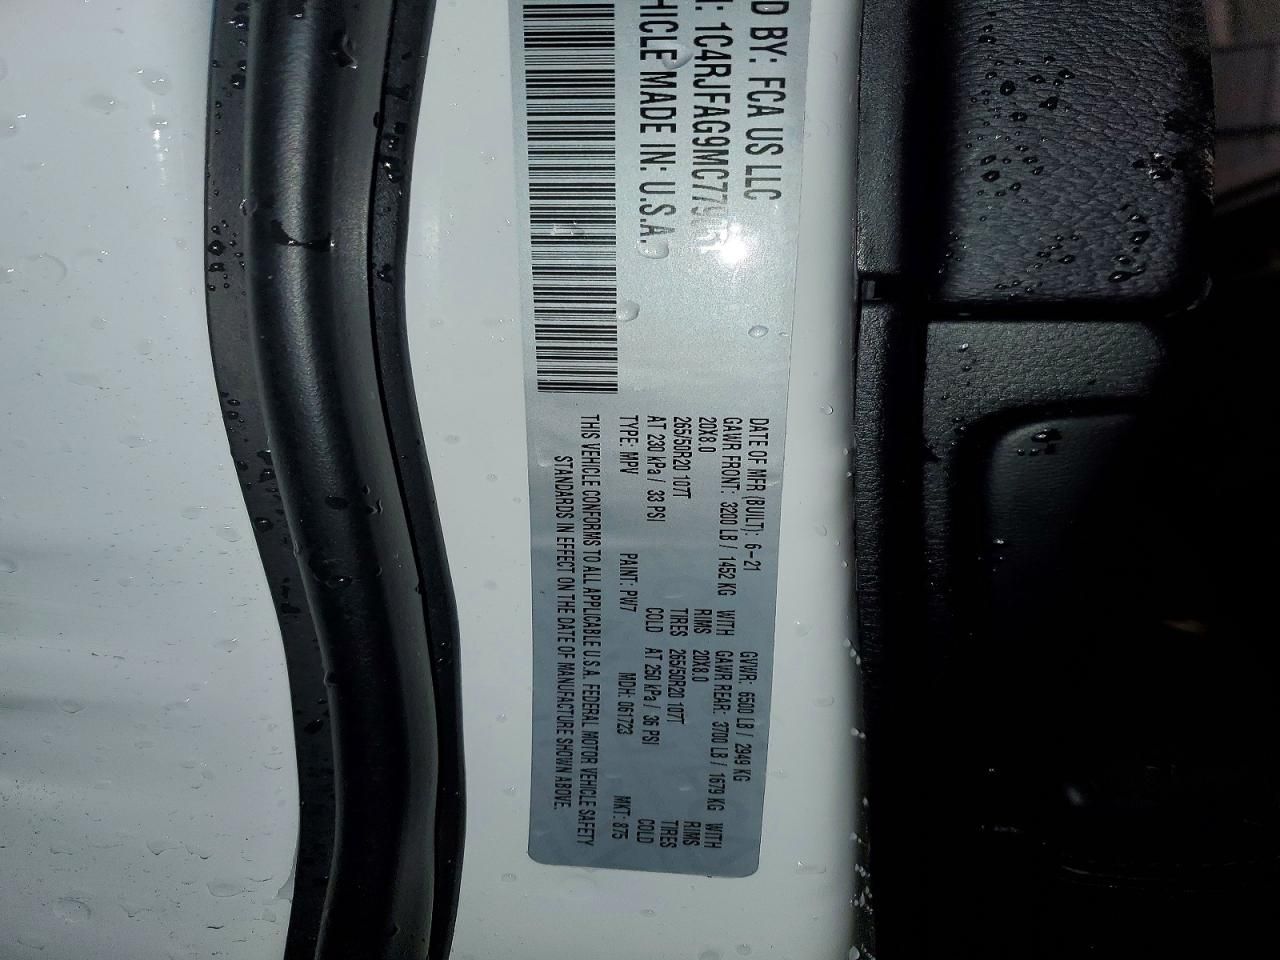 D BY: FCA US LLC
: 1C4RJFAG9MC77
HICLE MADE IN: U.S.A.
DATE OF MFR (BUILT): 6-21 GVWR: 6500 LB / 2949 KG
GAWR FRONT: 3200 LB / 1452 KG WITH GAWR REAR: 3700 LB / 1679 KG WITH
20X8.0 RIMS 20X8.0 RIMS
265/50R20 107T TIRES 265/50R20 107T TIRES
AT 230 kPa / 33 PSI COLD AT 250 kPa / 36 PSI COLD
TYPE: MPV PAINT: PW7 MDH: 061723 MKT: 875
THIS VEHICLE CONFORMS TO ALL APPLICABLE U.S.A. FEDERAL MOTOR VEHICLE SAFETY
STANDARDS IN EFFECT ON THE DATE OF MANUFACTURE SHOWN ABOVE.